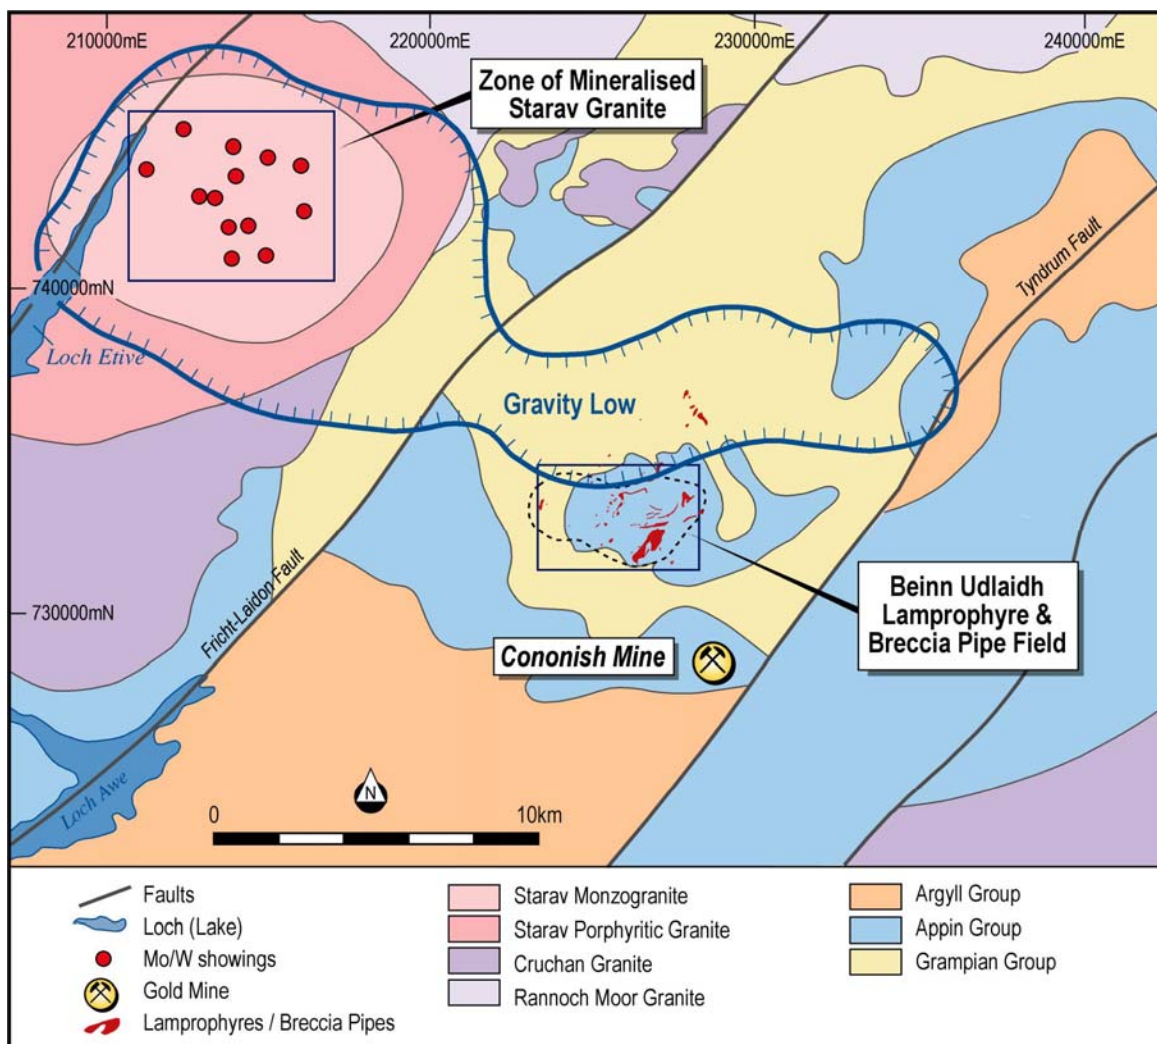 210000mE
220000mE
230000mE
240000mE
Zone of Mineralised
Starav Granite
Tyndrum Fault
740000mN
Loch Etive
Gravity Low
Fricht-Laidon Fault
730000mN
Beinn Udlaidh
Lamprophyre &
Breccia Pipe Field
Cononish Mine
Loch Awe
N
0
10km
Faults
Loch (Lake)
Mo/W showings
Gold Mine
Lamprophyres / Breccia Pipes
Starav Monzogranite
Starav Porphyritic Granite
Cruchan Granite
Rannoch Moor Granite
Argyll Group
Appin Group
Grampian Group